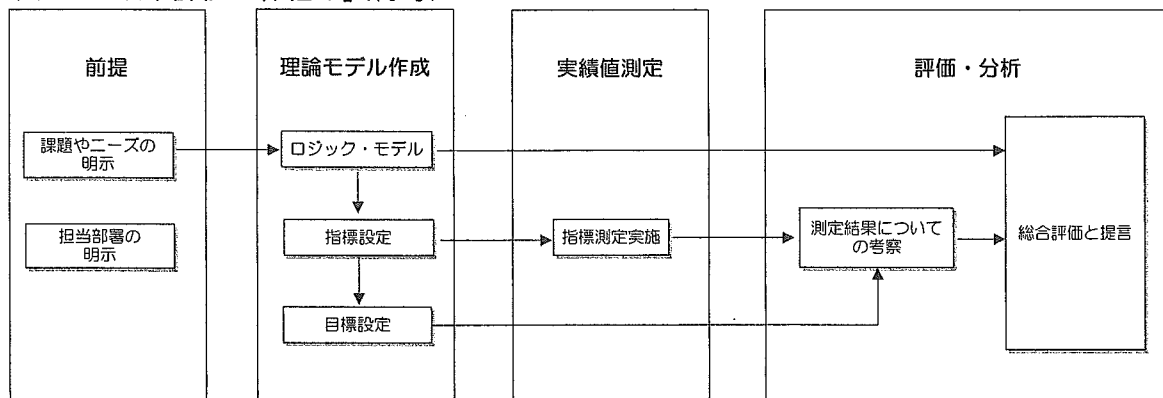 前提
課題やニーズの
明示
担当部署の
明示
理論モデル作成
ロジック・モデル
指標設定
目標設定
実績値測定
指標測定実施
評価・分析
測定結果について
の考察
総合評価と提言